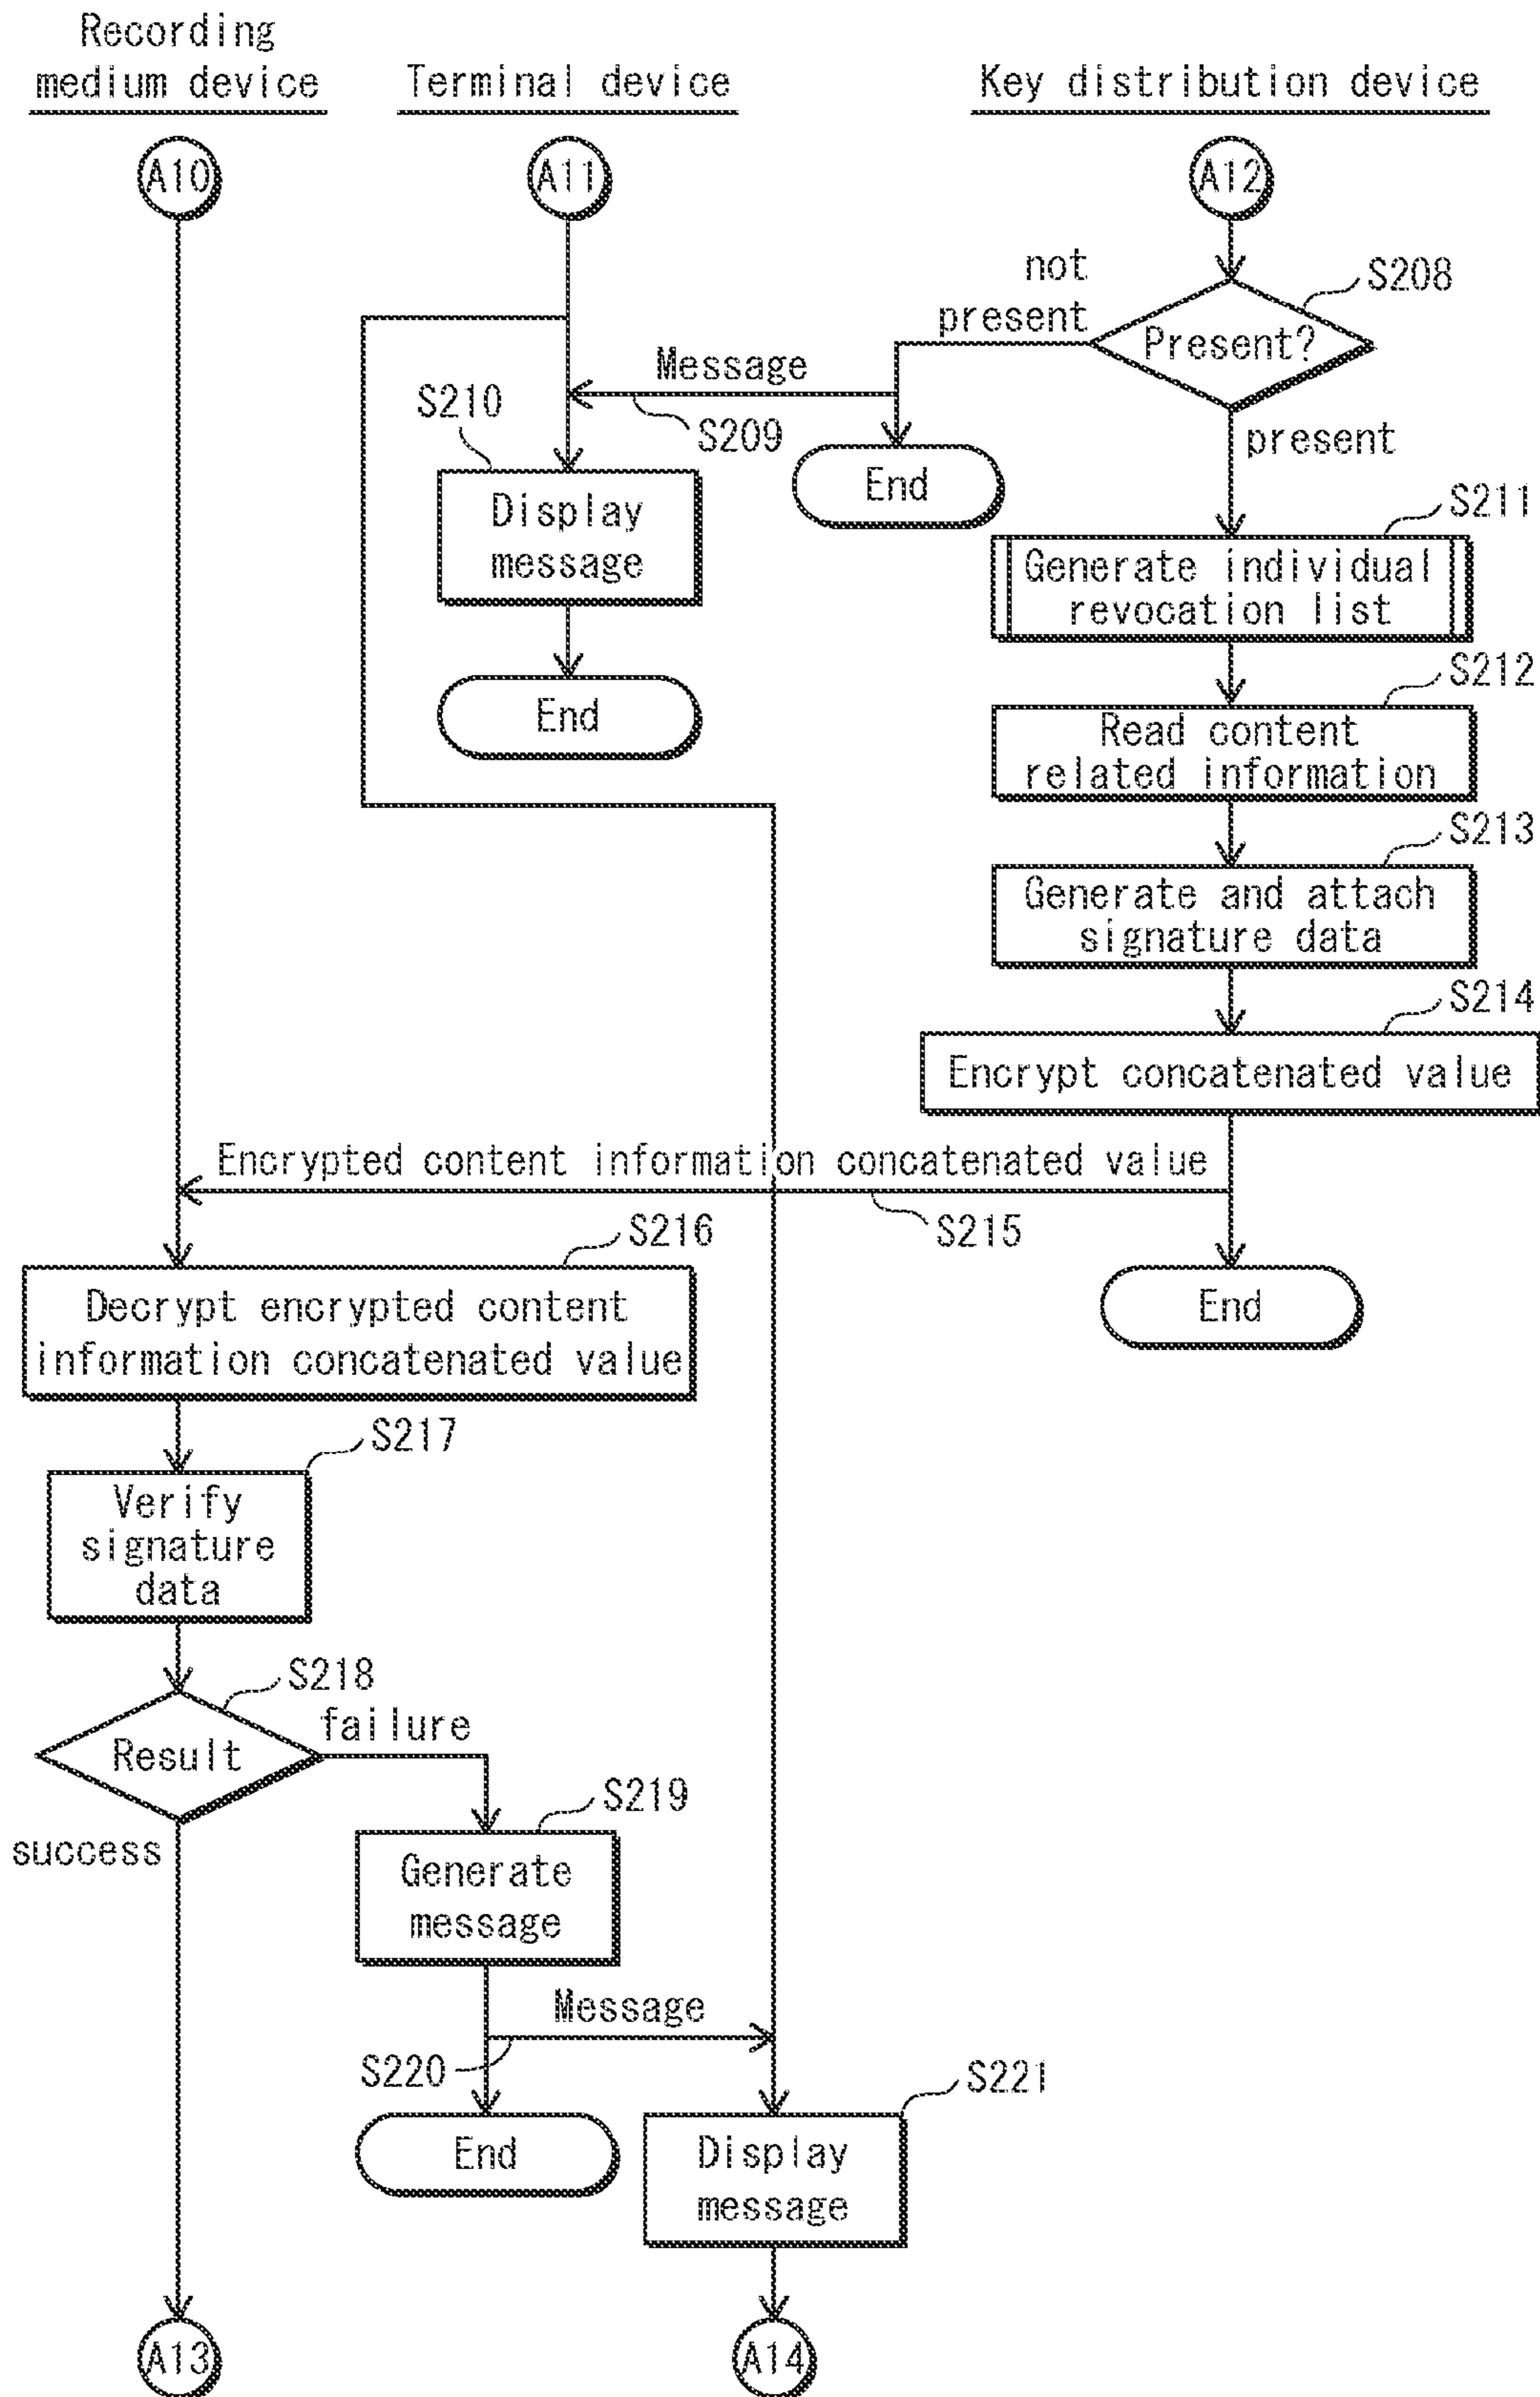 Recording
medium device
Terminal device
Key distribution device
A10
A11
A12
not
present
S208
Present?
Message
S210
S209
present
Display
message
End
S211
Generate individual
revocation list
End
S212
Read content
related information
S213
Generate and attach
signature data
S214
Encrypt concatenated value
Encrypted content information concatenated value
S216
S215
Decrypt encrypted content
information concatenated value
End
S217
Verify
signature
data
S218
failure
Result
success
S219
Generate
message
Message
S220
S221
End
Display
message
A13
A14